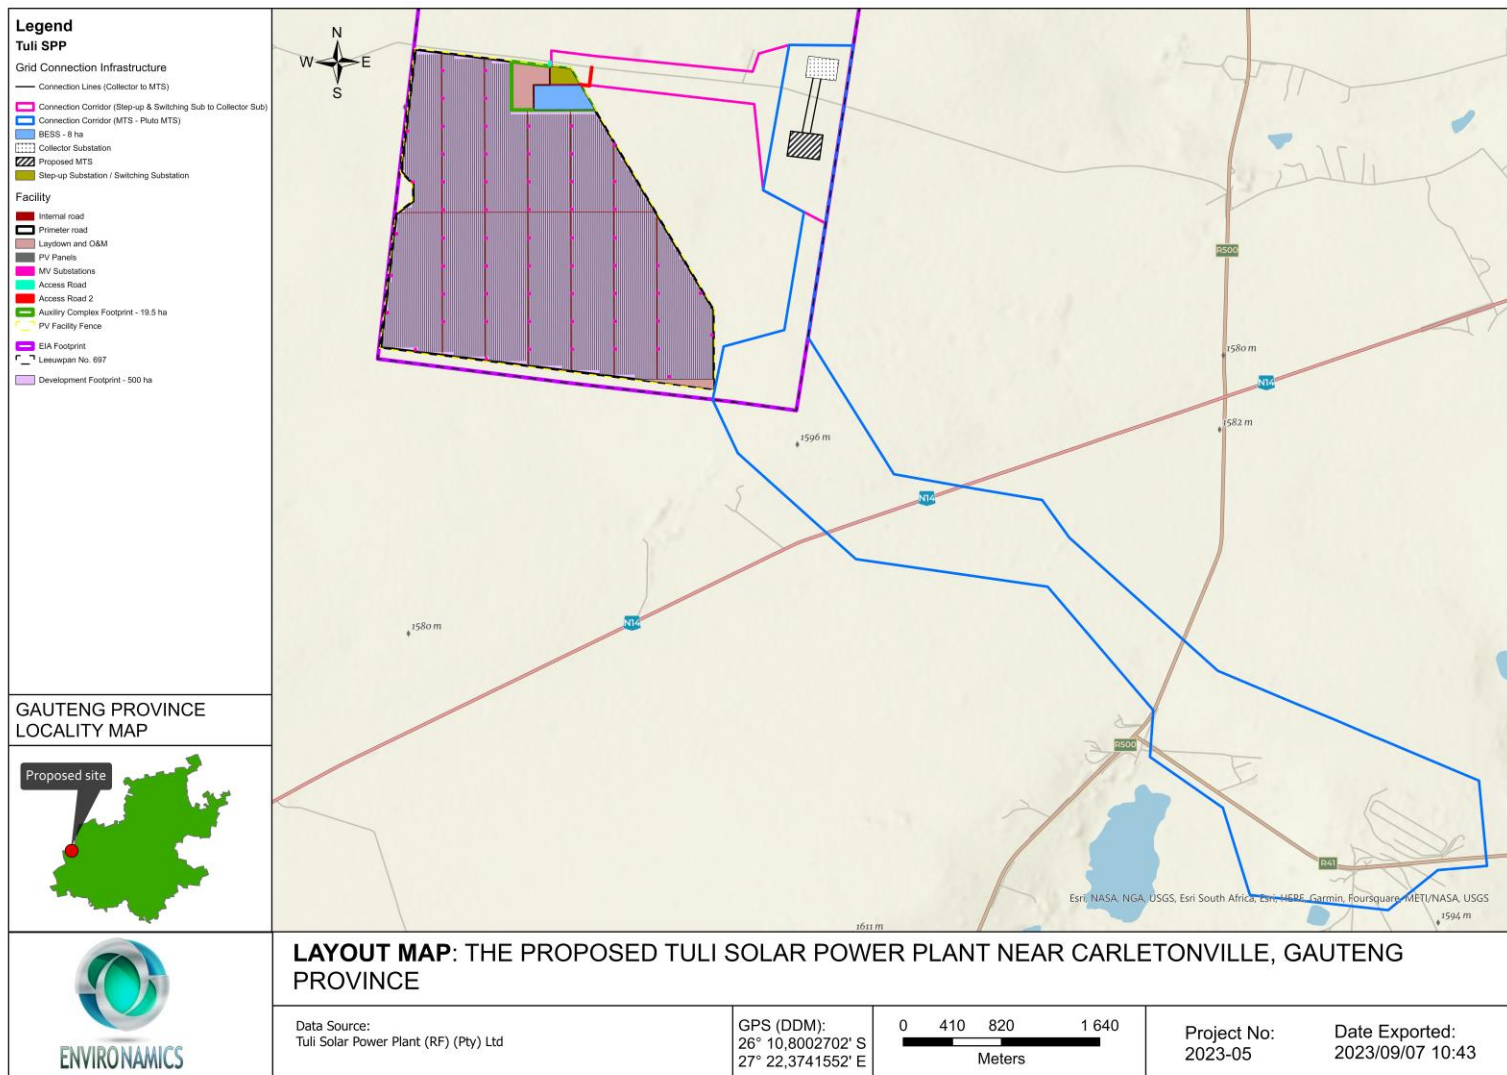 Legend
Tuli SPP
Grid Connection Infrastructure
Connection Lines (Collector to MTS)
Connection Corridor (Step-up & Switching Sub to Collector Sub)
Connection Corridor (MTS - Pluto MTS)
BESS - 8 ha
Collector Substation
Proposed MTS
Step-up Substation / Switching Substation
Facility
Internal road
Primeter road
Laydown and O&M
PV Panels
MV Substations
Access Road
Access Road 2
Auxiliry Complex Footprint - 19.5 ha
PV Facility Fence
EIA Footprint
Leeuwpan No. 697
Development Footprint - 500 ha
GAUTENG PROVINCE
LOCALITY MAP
Proposed site
ENVIRONAMICS
N
W
E
S
R500
1580 m
N14
1582 m
1596 m
N14
1580 m
N14
R500
R41
Esri, NASA, NGA, USGS, Esri South Africa, Esri, HERE, Garmin, Foursquare, METI/NASA, USGS
1594 m
1611 m
LAYOUT MAP: THE PROPOSED TULI SOLAR POWER PLANT NEAR CARLETONVILLE, GAUTENG
PROVINCE
Data Source:
Tuli Solar Power Plant (RF) (Pty) Ltd
GPS (DDM):
26° 10,8002702' S
27° 22,3741552' E
0 410 820 1 640
Meters
Project No:
2023-05
Date Exported:
2023/09/07 10:43